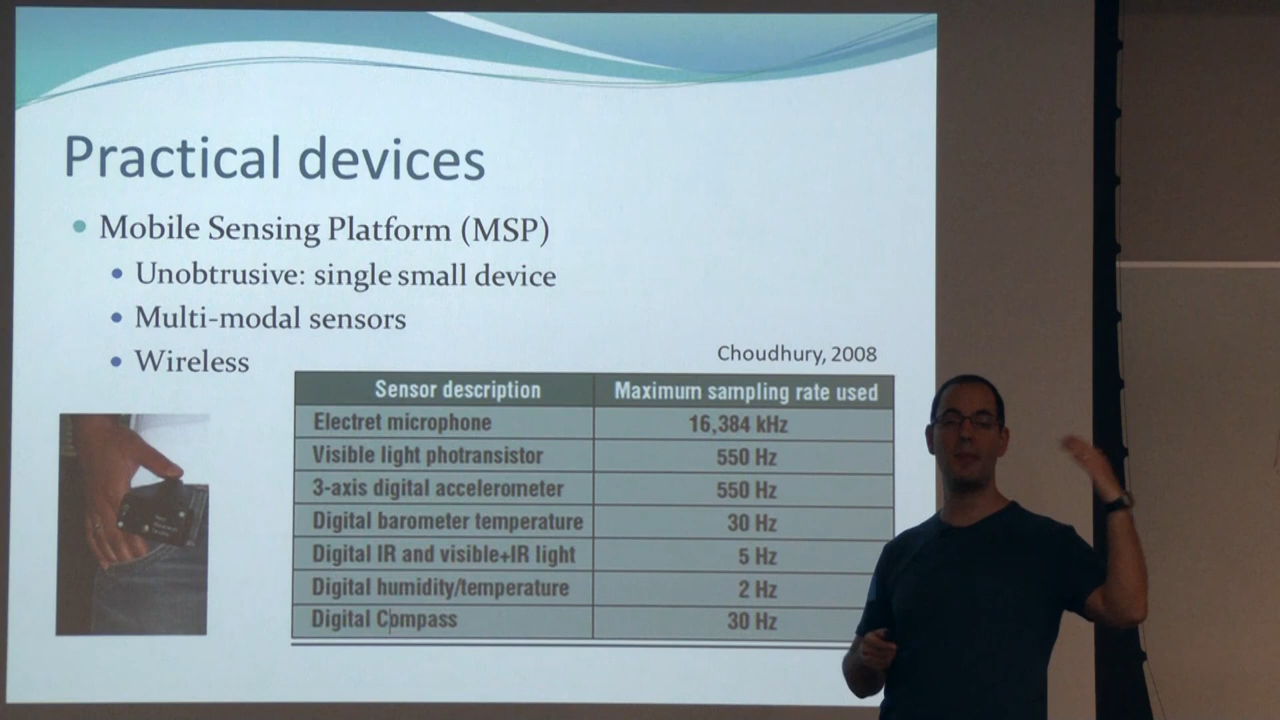 Practical devices
Mobile Sensing Platform (MSP)
Unobtrusive: single small device
Multi-modal sensors
Wireless
Choudhury, 2008
Sensor description Maximum sampling rate used
Electret microphone 16,384 kHz
Visible light photransistor 550 Hz
3-axis digital accelerometer 550 Hz
Digital barometer temperature 30 Hz
Digital IR and visible+IR light 5 Hz
Digital humidity/temperature 2 Hz
Digital Compass 30 Hz